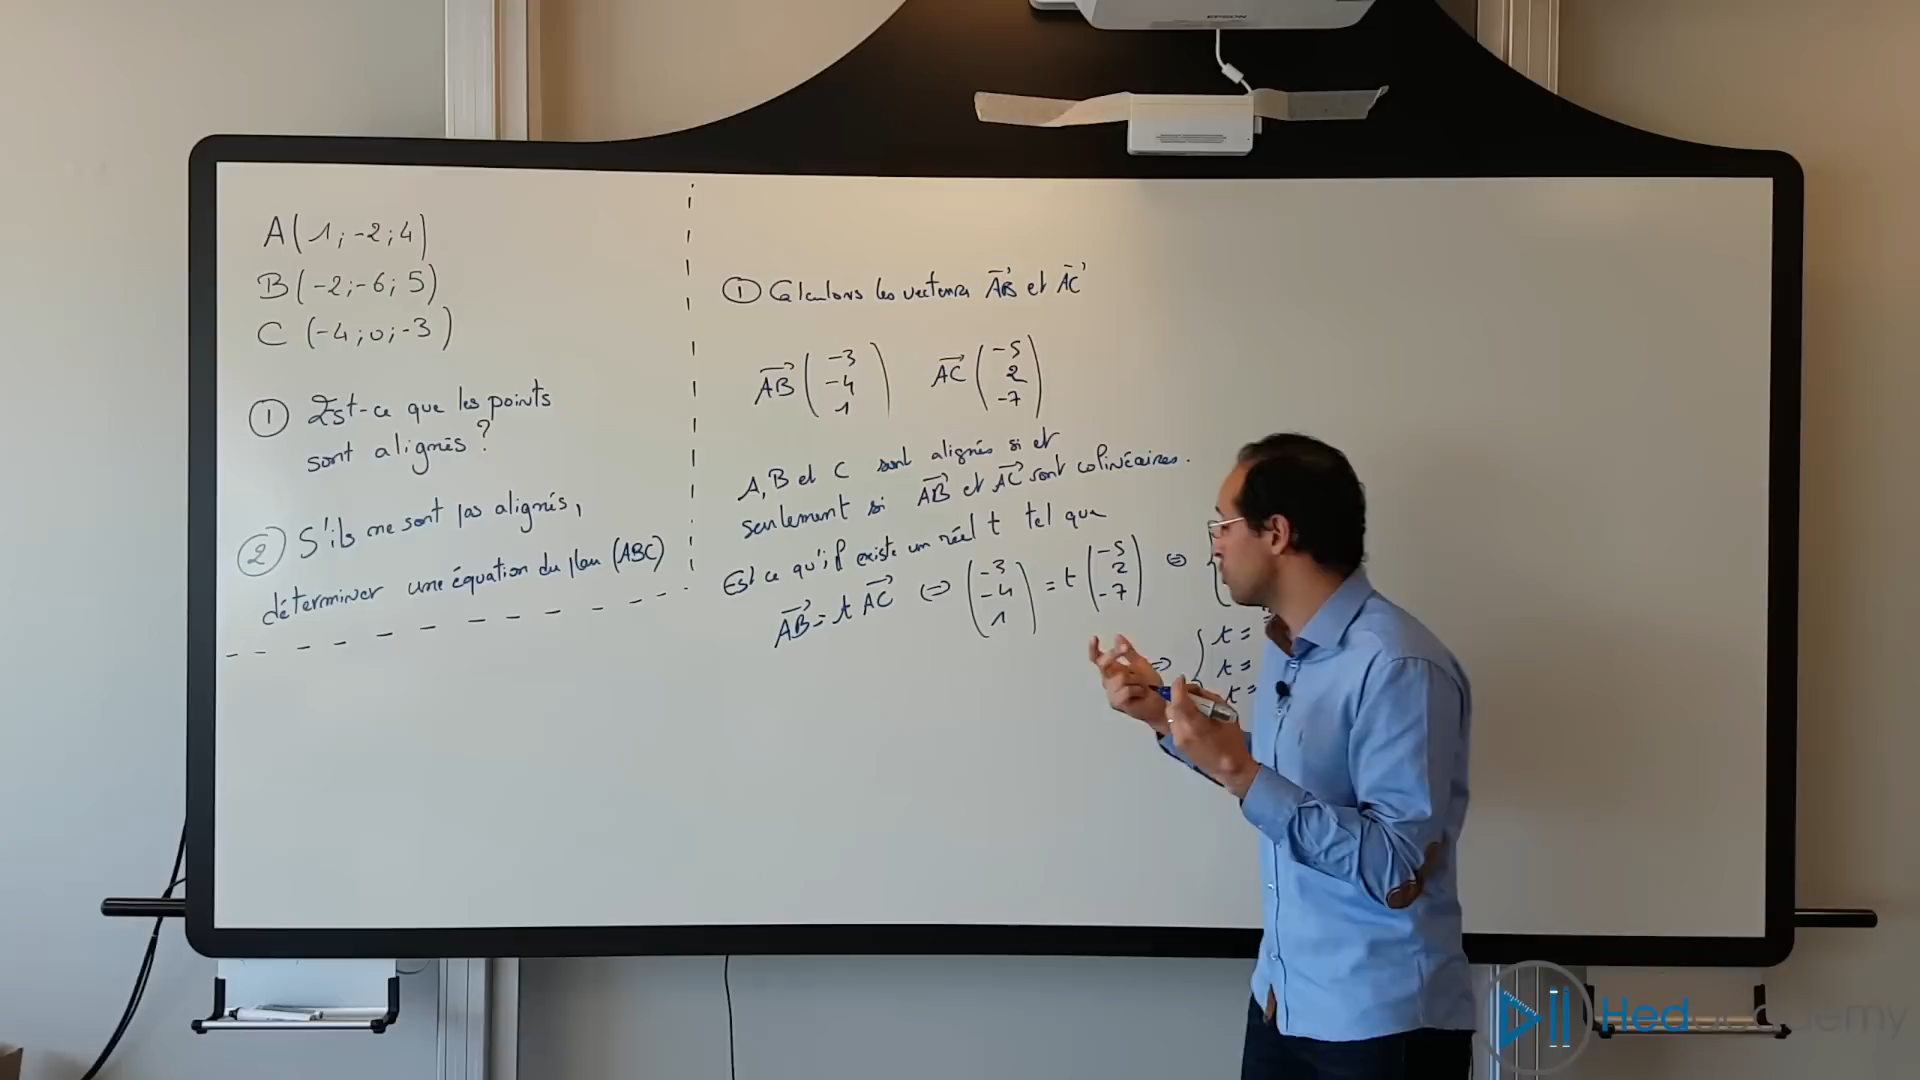 EPSON
A(1;-2;4)
B(-2;-6;5)
C (-4;0;-3)
① Est-ce que les points
sont alignés ?
② S'ils ne sont pas alignés,
déterminer une équation du plan (ABC)
① Calculons les vecteurs AB et AC
AB (-3 -4 1) AC (-5 2 -7)
A, B et C sont alignés si et
seulement si AB et AC sont colinéaires.
Est ce qu'il existe un réel t tel que
AB = t AC ⇔ (-3 -4 1) = t (-5 2 -7) ⇔ {
⇔ { t =
t =
t =
Hedacademy